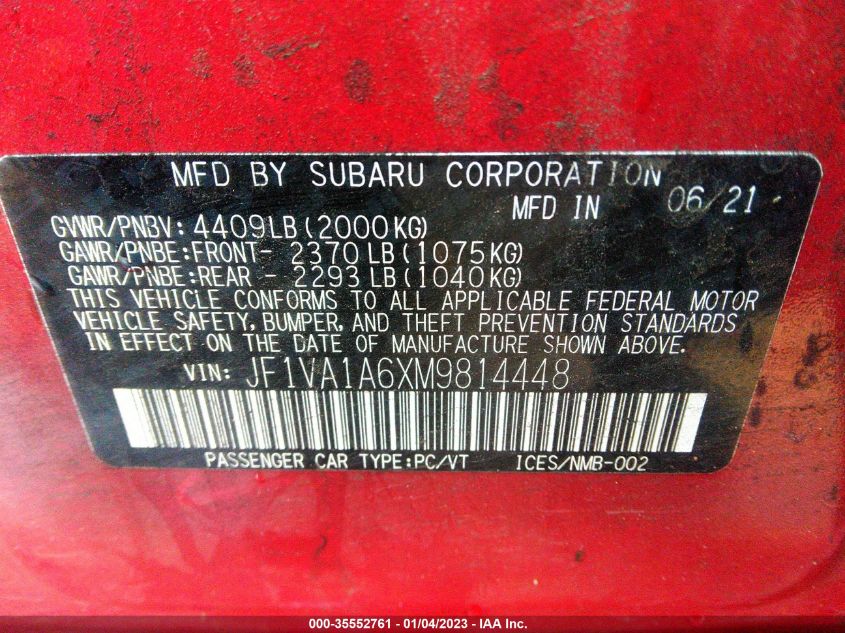 MFD BY SUBARU CORPORATION
MFD IN 06/21
GVWR/PNBV: 4409LB (2000KG)
GAWR/PNBE:FRONT- 2370 LB (1075KG)
GAWR/PNBE:REAR - 2293 LB (1040KG)
THIS VEHICLE CONFORMS TO ALL APPLICABLE FEDERAL MOTOR
VEHICLE SAFETY, BUMPER, AND THEFT PREVENTION STANDARDS
IN EFFECT ON THE DATE OF MANUFACTURE SHOWN ABOVE.
VIN: JF1VA1A6XM9814448
PASSENGER CAR TYPE:PC/VT ICES/NMB-002
000-35552761 - 01/04/2023 - IAA Inc.